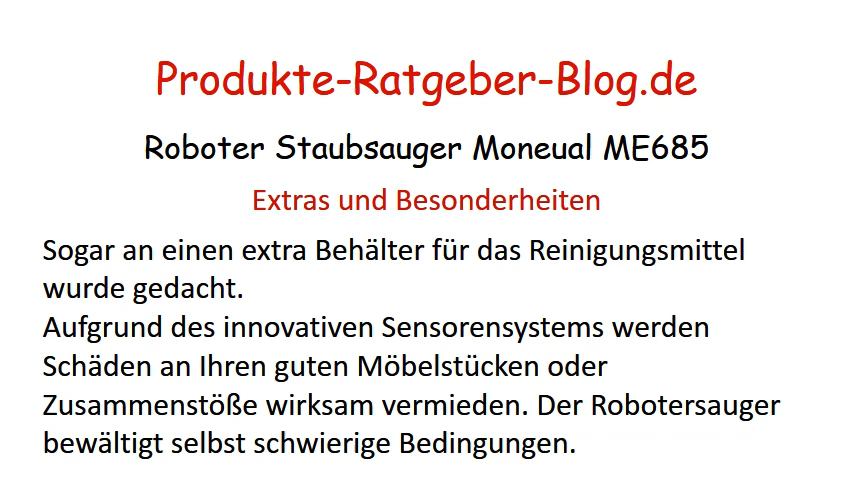 Produkte-Ratgeber-Blog.de
Roboter Staubsauger Moneual ME685
Extras und Besonderheiten
Sogar an einen extra Behälter für das Reinigungsmittel
wurde gedacht.
Aufgrund des innovativen Sensorensystems werden
Schäden an Ihren guten Möbelstücken oder
Zusammenstöße wirksam vermieden. Der Robotersauger
bewältigt selbst schwierige Bedingungen.